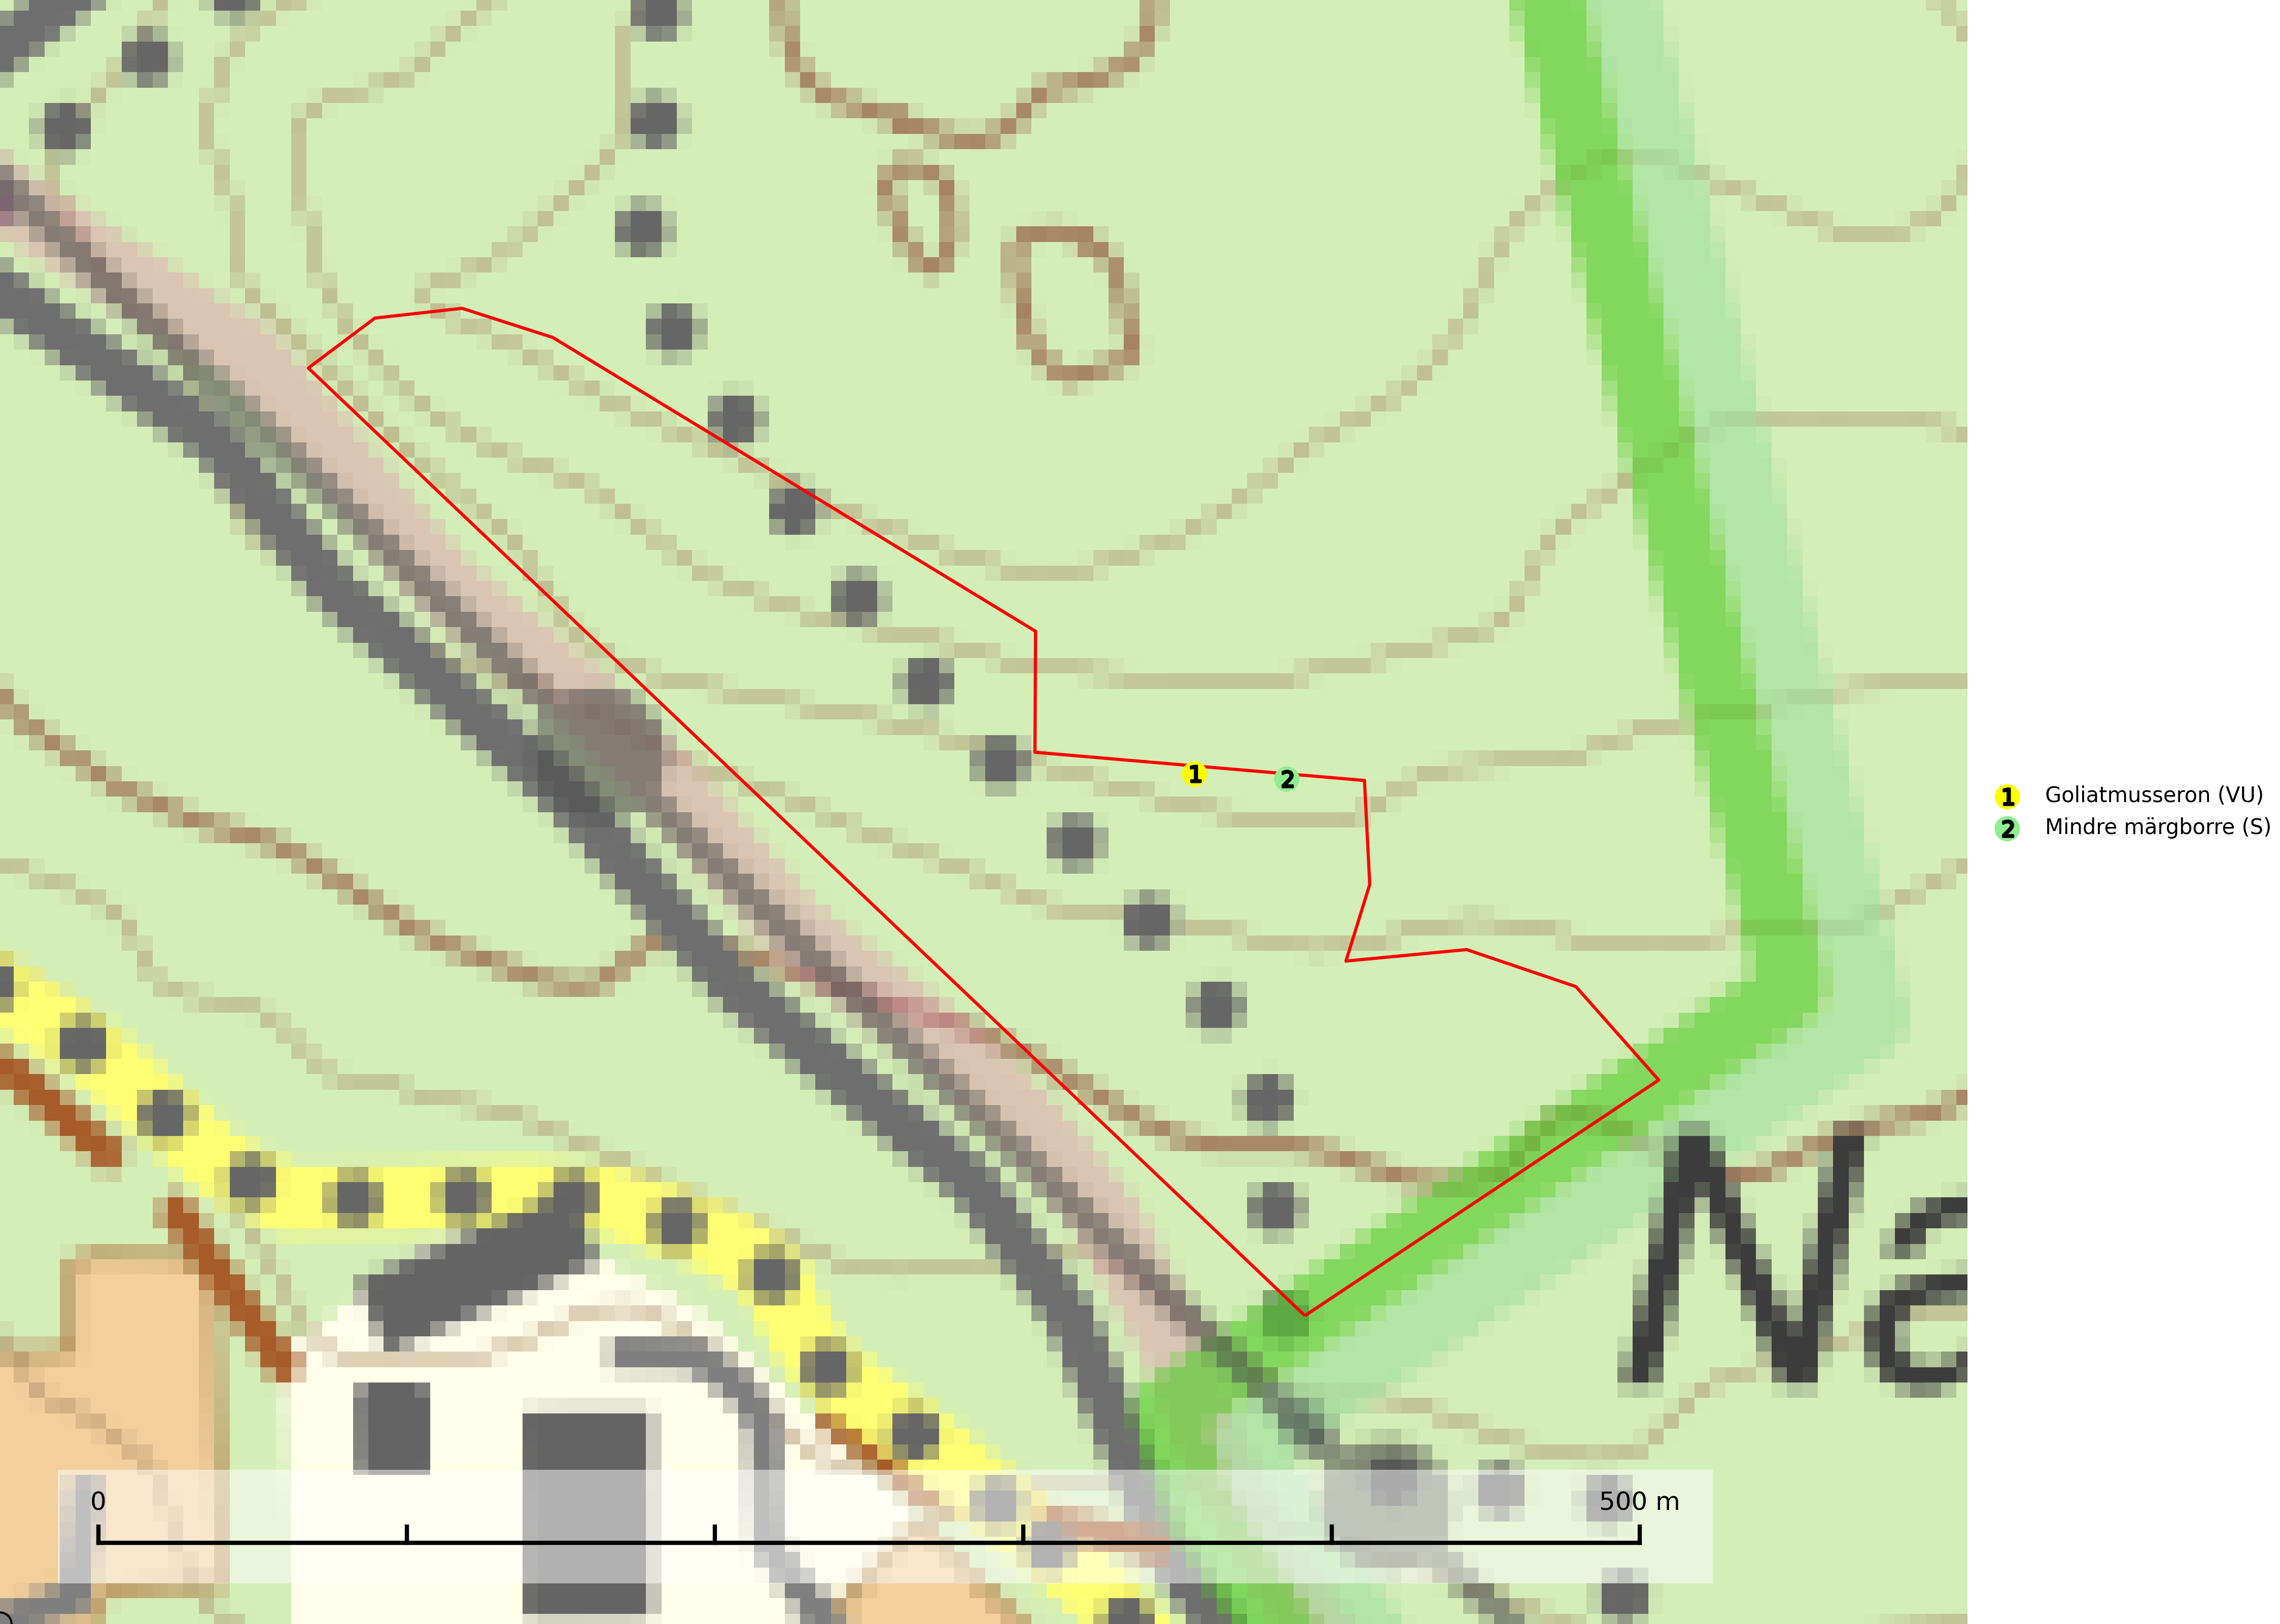 1
2
1 Goliatmusseron (VU)
2 Mindre märgborre (S)
N
0 500 m